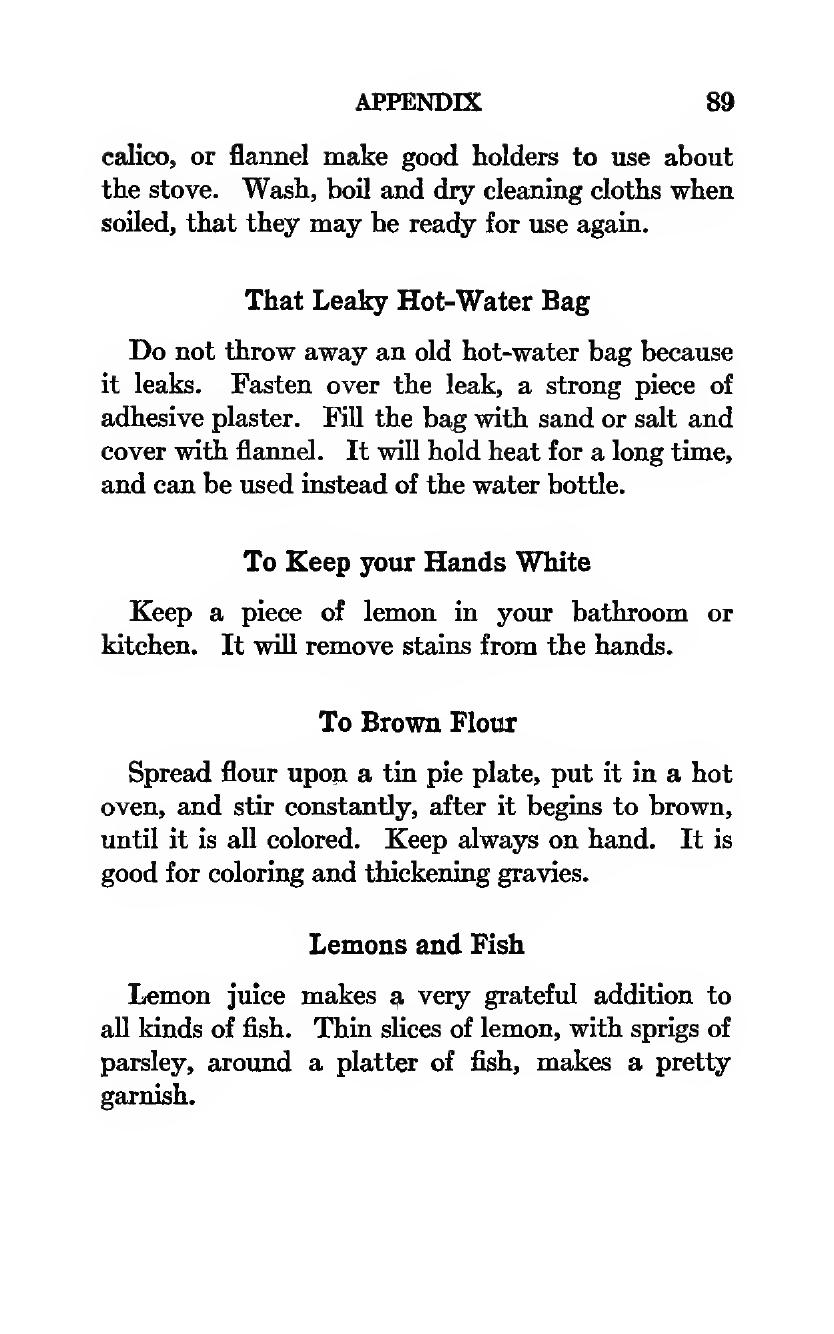 APPENDIX 89
calico, or flannel make good holders to use about
the stove. Wash, boil and dry cleaning cloths when
soiled, that they may be ready for use again.
That Leaky Hot-Water Bag
Do not throw away an old hot-water bag because
it leaks. Fasten over the leak, a strong piece of
adhesive plaster. Fill the bag with sand or salt and
cover with flannel. It will hold heat for a long time,
and can be used instead of the water bottle.
To Keep your Hands White
Keep a piece of lemon in your bathroom or
kitchen. It will remove stains from the hands.
To Brown Flour
Spread flour upon a tin pie plate, put it in a hot
oven, and stir constantly, after it begins to brown,
until it is all colored. Keep always on hand. It is
good for coloring and thickening gravies.
Lemons and Fish
Lemon juice makes a very grateful addition to
all kinds of fish. Thin slices of lemon, with sprigs of
parsley, around a platter of fish, makes a pretty
garnish.